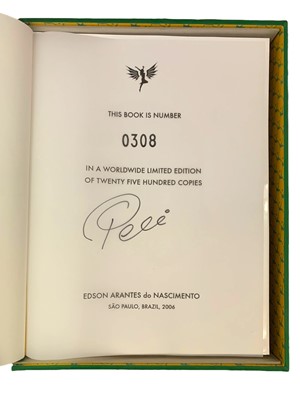 THIS BOOK IS NUMBER
0308
IN A WORLDWIDE LIMITED EDITION
OF TWENTY FIVE HUNDRED COPIES
Pelé
EDSON ARANTES do NASCIMENTO
SÃO PAULO, BRAZIL, 2006